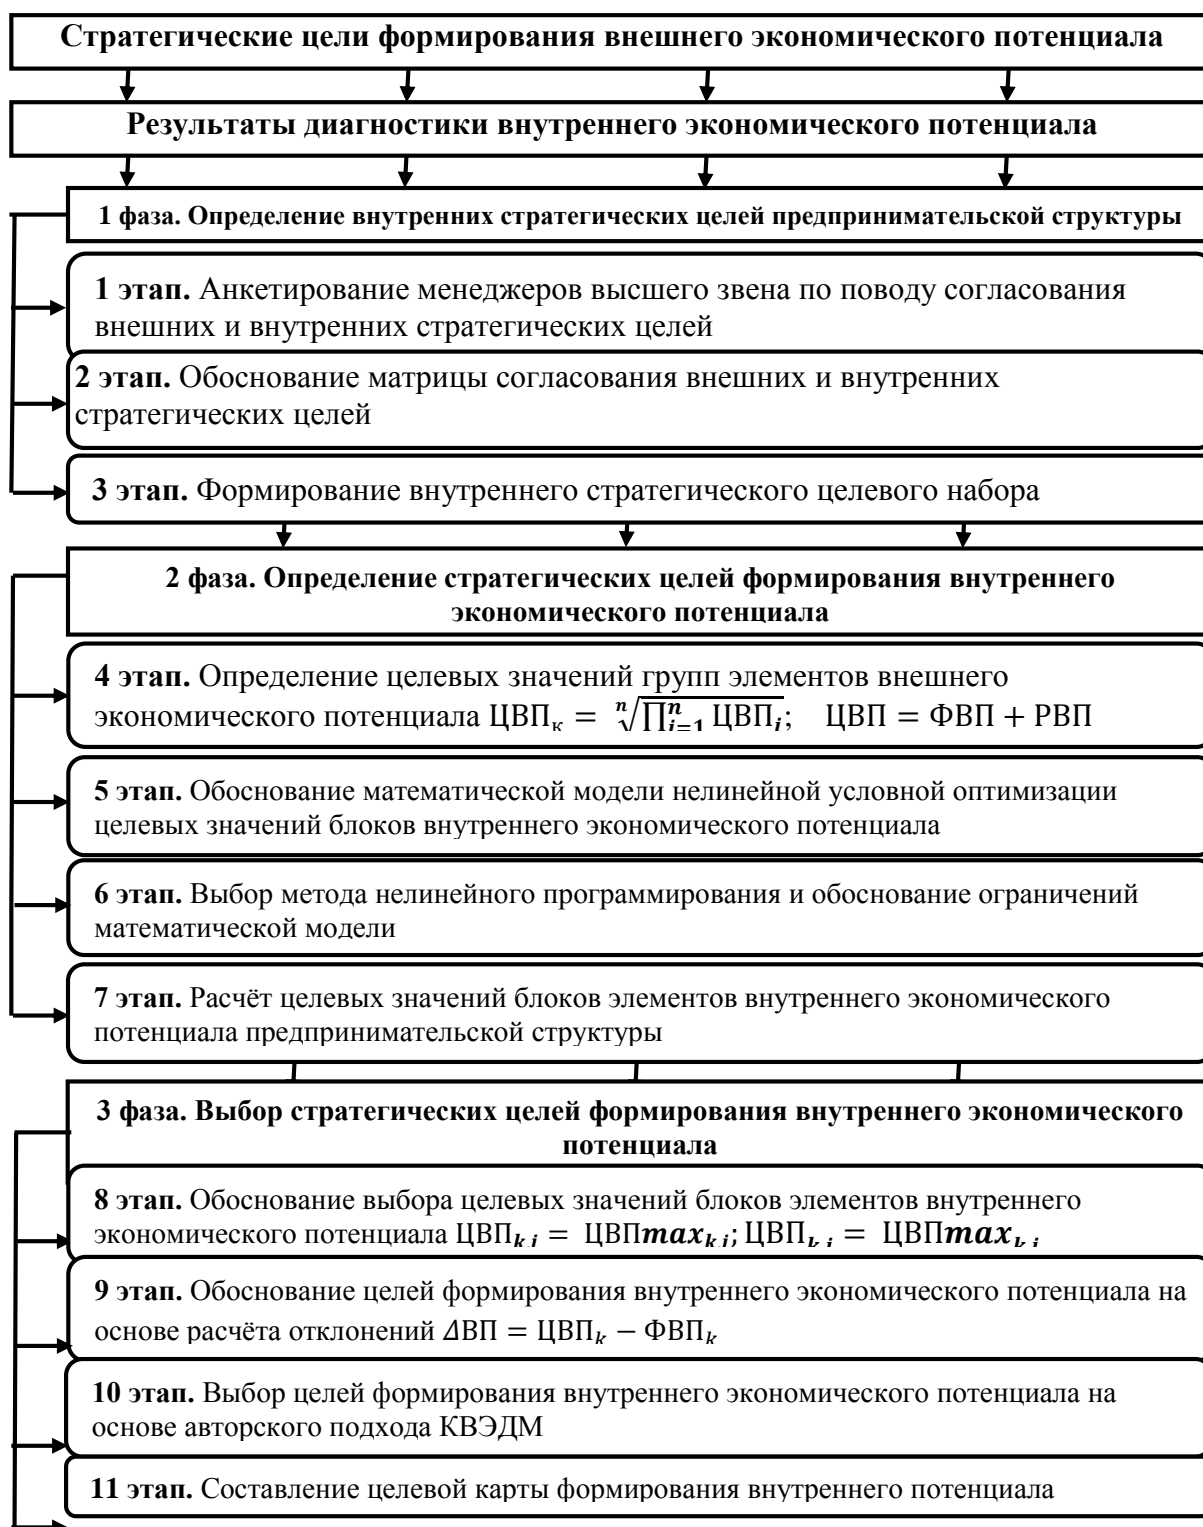 Стратегические цели формирования внешнего экономического потенциала
Результаты диагностики внутреннего экономического потенциала
1 фаза. Определение внутренних стратегических целей предпринимательской структуры
1 этап. Анкетирование менеджеров высшего звена по поводу согласования
внешних и внутренних стратегических целей
2 этап. Обоснование матрицы согласования внешних и внутренних
стратегических целей
3 этап. Формирование внутреннего стратегического целевого набора
2 фаза. Определение стратегических целей формирования внутреннего
экономического потенциала
4 этап. Определение целевых значений групп элементов внешнего
экономического потенциала ЦВПₖ = ⁿ√∏ⁿᵢ₌₁ ЦВПᵢ; ЦВП = ФВП + РВП
5 этап. Обоснование математической модели нелинейной условной оптимизации
целевых значений блоков внутреннего экономического потенциала
6 этап. Выбор метода нелинейного программирования и обоснование ограничений
математической модели
7 этап. Расчёт целевых значений блоков элементов внутреннего экономического
потенциала предпринимательской структуры
3 фаза. Выбор стратегических целей формирования внутреннего экономического
потенциала
8 этап. Обоснование выбора целевых значений блоков элементов внутреннего
экономического потенциала ЦВПₖᵢ = ЦВПmaxₖᵢ; ЦВПₖᵢ = ЦВПmaxₖᵢ
9 этап. Обоснование целей формирования внутреннего экономического потенциала на
основе расчёта отклонений ΔВП = ЦВПₖ − ФВПₖ
10 этап. Выбор целей формирования внутреннего экономического потенциала на
основе авторского подхода КВЭДМ
11 этап. Составление целевой карты формирования внутреннего потенциала